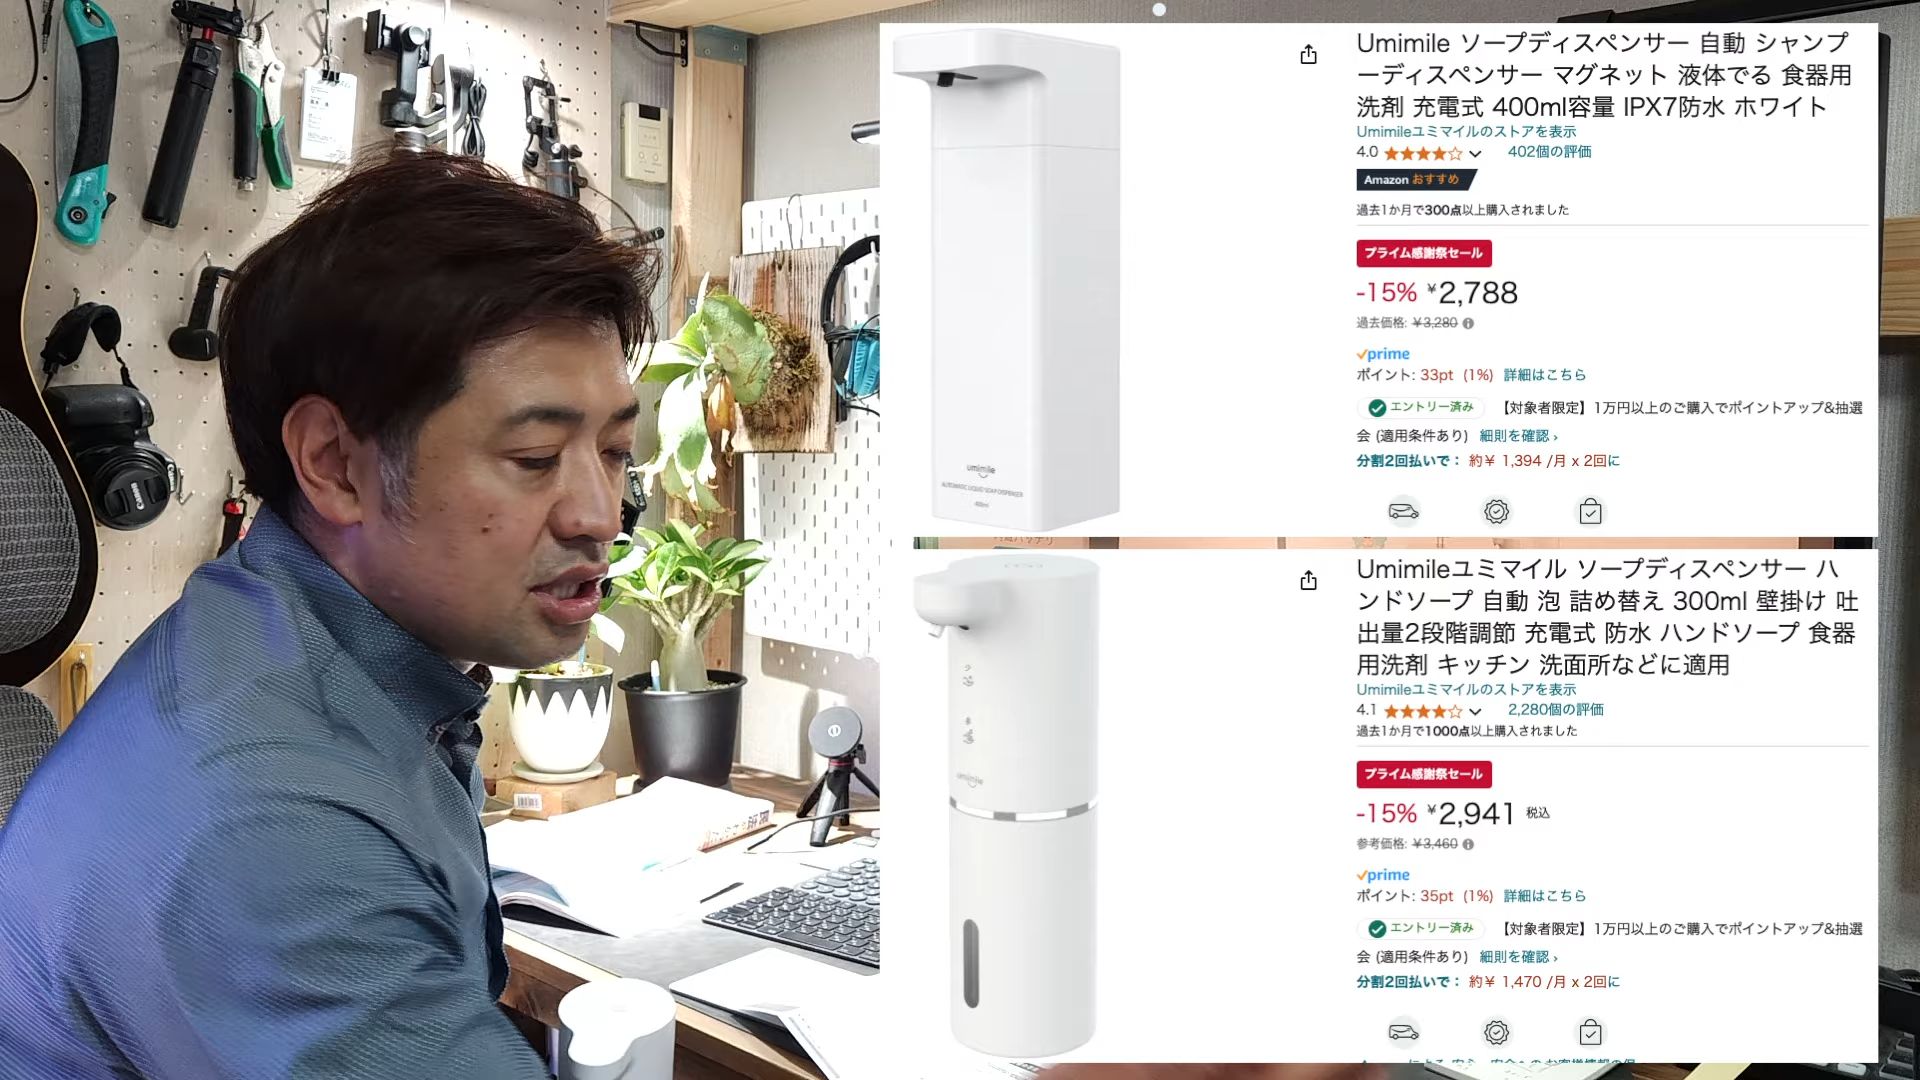 Umimile ソープディスペンサー 自動 シャンプ
ーディスペンサー マグネット 液体でる 食器用
洗剤 充電式 400ml容量 IPX7防水 ホワイト
Umimileユミマイルのストアを表示
4.0
402個の評価
Amazon おすすめ
過去1か月で300点以上購入されました
プライム感謝祭セール
-15% ¥2,788
過去価格: ¥3,280
prime
ポイント: 33pt (1%) 詳細はこちら
エントリー済み 【対象者限定】1万円以上のご購入でポイントアップ&抽選
会 (適用条件あり) 細則を確認 ›
分割2回払いで： 約¥ 1,394 /月 x 2回に
umimile
AUTOMATIC LIQUID SOAP DISPENSER
400ml
Umimileユミマイル ソープディスペンサー ハ
ンドソープ 自動 泡 詰め替え 300ml 壁掛け 吐
出量2段階調節 充電式 防水 ハンドソープ 食器
用洗剤 キッチン 洗面所などに適用
Umimileユミマイルのストアを表示
4.1
2,280個の評価
過去1か月で1000点以上購入されました
プライム感謝祭セール
-15% ¥2,941 税込
参考価格: ¥3,460
prime
ポイント: 35pt (1%) 詳細はこちら
エントリー済み 【対象者限定】1万円以上のご購入でポイントアップ&抽選
会 (適用条件あり) 細則を確認 ›
分割2回払いで： 約¥ 1,470 /月 x 2回に
umimile
Canon